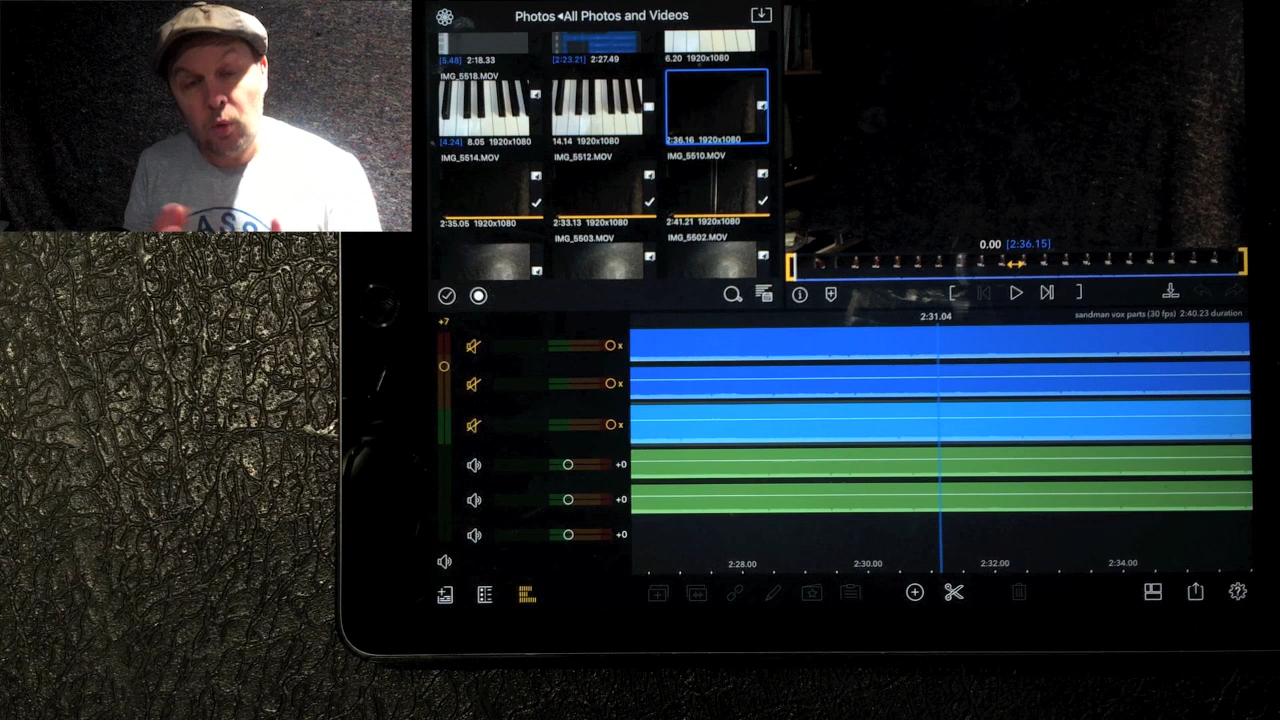 ASSO
Photos◂All Photos and Videos
[5.48] 2:18.33
[2:23.21] 2:27.49
6.20 1920x1080
IMG_5518.MOV
[4.24] 8.05 1920x1080
14.14 1920x1080
2:36.16 1920x1080
IMG_5514.MOV
IMG_5512.MOV
IMG_5510.MOV
2:35.05 1920x1080
2:33.13 1920x1080
2:41.21 1920x1080
IMG_5503.MOV
IMG_5502.MOV
0.00 [2:36.15]
+7
2:31.04
sandman vox parts (30 fps) 2:40.23 duration
x
x
x
+0
+0
+0
2:28.00
2:30.00
2:32.00
2:34.00